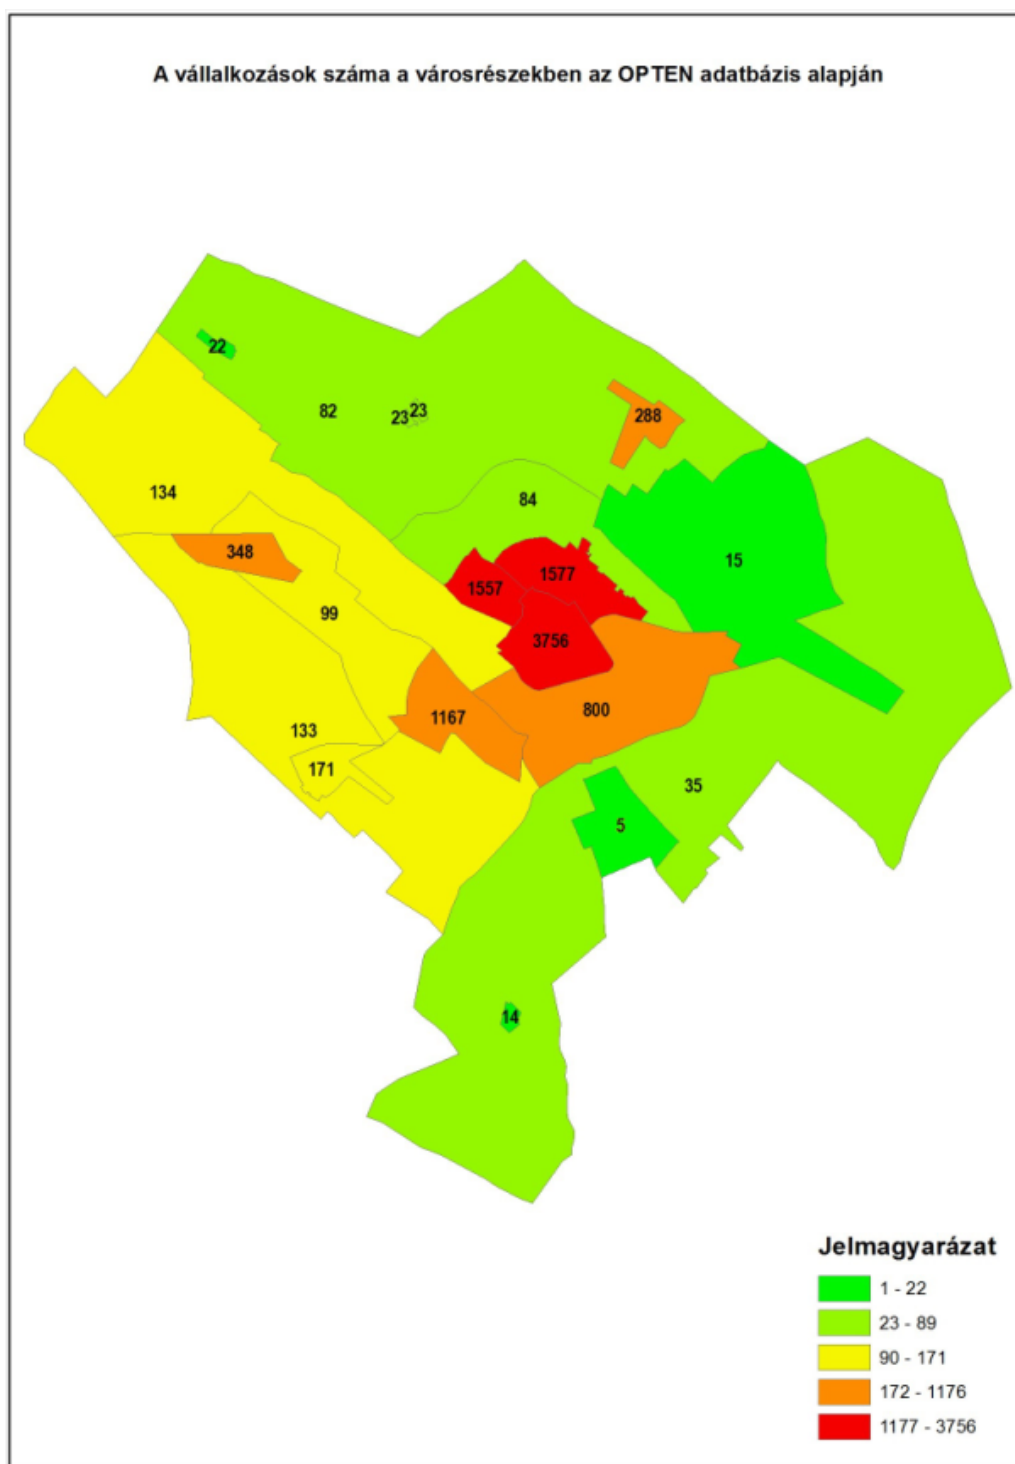 A vállalkozások száma a városrészekben az OPTEN adatbázis alapján
22
82
23
23
288
134
84
348
1577
15
1557
99
3756
800
1167
133
171
35
5
14
Jelmagyarázat
1 - 22
23 - 89
90 - 171
172 - 1176
1177 - 3756